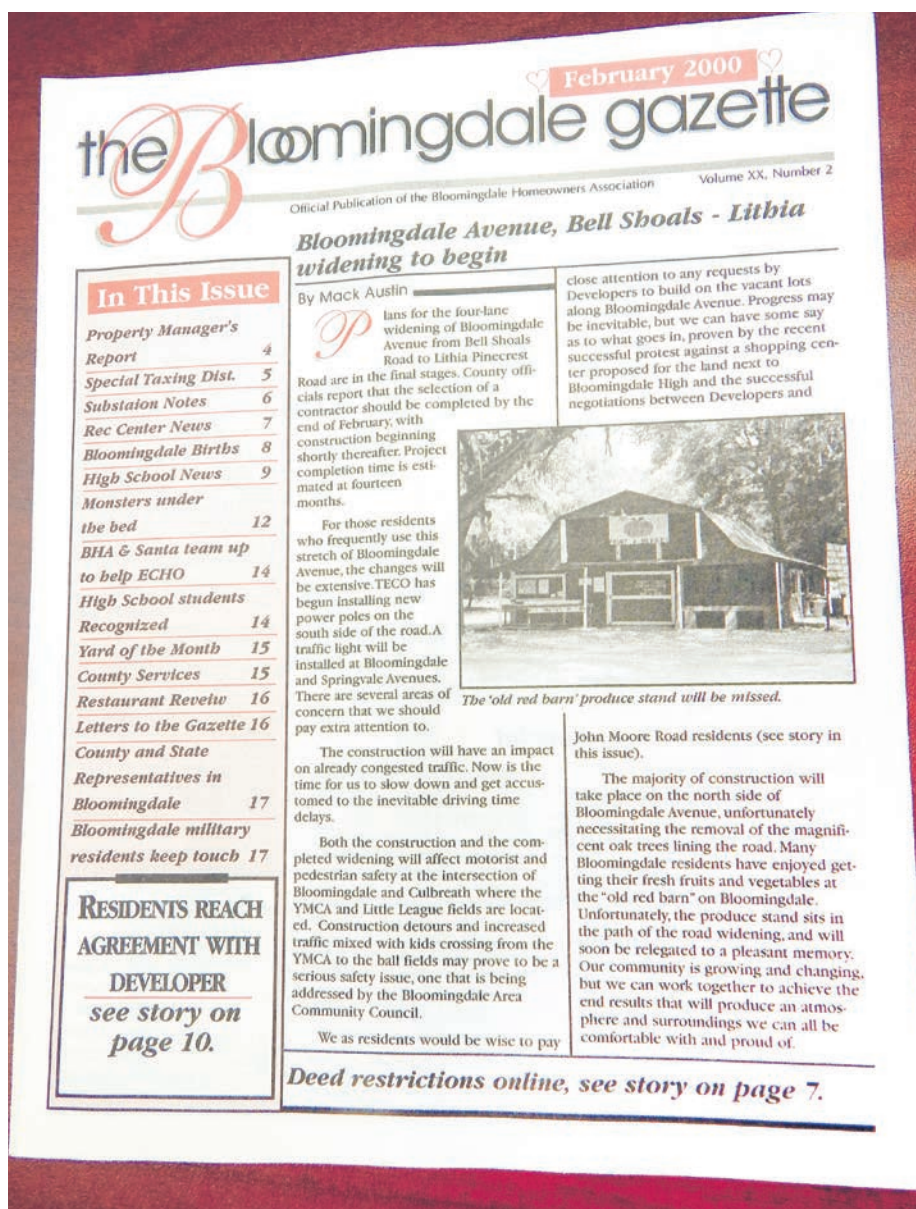 February 2000
the Bloomingdale gazette
Official Publication of the Bloomingdale Homeowners Association
Volume XX, Number 2
In This Issue
Property Manager's
Report 4
Special Taxing Dist. 5
Substaion Notes 6
Rec Center News 7
Bloomingdale Births 8
High School News 9
Monsters under
the bed 12
BHA & Santa team up
to help ECHO 14
High School students
Recognized 14
Yard of the Month 15
County Services 15
Restaurant Reveiw 16
Letters to the Gazette 16
County and State
Representatives in
Bloomingdale 17
Bloomingdale military
residents keep touch 17
RESIDENTS REACH
AGREEMENT WITH
DEVELOPER
see story on
page 10.
Bloomingdale Avenue, Bell Shoals - Lithia
widening to begin
By Mack Austin
Plans for the four-lane
widening of Bloomingdale
Avenue from Bell Shoals
Road to Lithia Pinecrest
Road are in the final stages. County offi-
cials report that the selection of a
contractor should be completed by the
end of February, with
construction beginning
shortly thereafter. Project
completion time is esti-
mated at fourteen
months.
For those residents
who frequently use this
stretch of Bloomingdale
Avenue, the changes will
be extensive. TECO has
begun installing new
power poles on the
south side of the road. A
traffic light will be
installed at Bloomingdale
and Springvale Avenues.
There are several areas of
concern that we should
pay extra attention to.
The construction will have an impact
on already congested traffic. Now is the
time for us to slow down and get accus-
tomed to the inevitable driving time
delays.
Both the construction and the com-
pleted widening will affect motorist and
pedestrian safety at the intersection of
Bloomingdale and Culbreath where the
YMCA and Little League fields are locat-
ed. Construction detours and increased
traffic mixed with kids crossing from the
YMCA to the ball fields may prove to be a
serious safety issue, one that is being
addressed by the Bloomingdale Area
Community Council.
We as residents would be wise to pay
close attention to any requests by
Developers to build on the vacant lots
along Bloomingdale Avenue. Progress may
be inevitable, but we can have some say
as to what goes in, proven by the recent
successful protest against a shopping cen-
ter proposed for the land next to
Bloomingdale High and the successful
negotiations between Developers and
The 'old red barn' produce stand will be missed.
John Moore Road residents (see story in
this issue).
The majority of construction will
take place on the north side of
Bloomingdale Avenue, unfortunately
necessitating the removal of the magnifi-
cent oak trees lining the road. Many
Bloomingdale residents have enjoyed get-
ting their fresh fruits and vegetables at
the "old red barn" on Bloomingdale.
Unfortunately, the produce stand sits in
the path of the road widening, and will
soon be relegated to a pleasant memory.
Our community is growing and changing,
but we can work together to achieve the
end results that will produce an atmos-
phere and surroundings we can all be
comfortable with and proud of.
Deed restrictions online, see story on page 7.